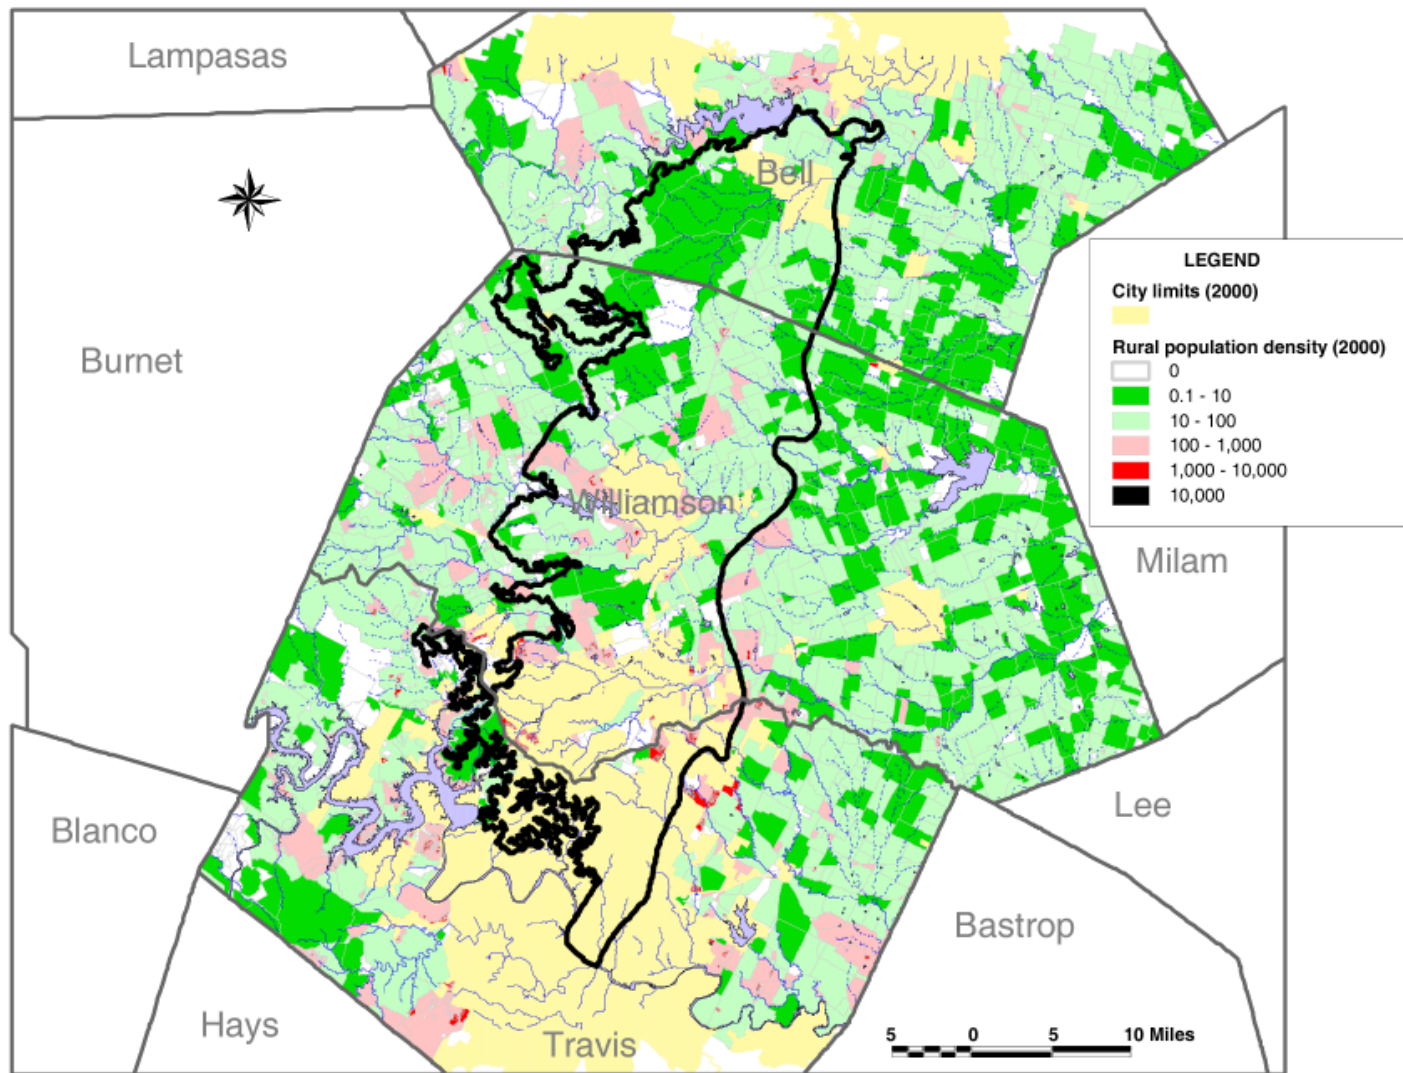 Lampasas
Bell
LEGEND
City limits (2000)
Rural population density (2000)
0
0.1 - 10
10 - 100
100 - 1,000
1,000 - 10,000
10,000
Burnet
Williamson
Milam
Blanco
Lee
Bastrop
Hays
Travis
5 0 5 10 Miles